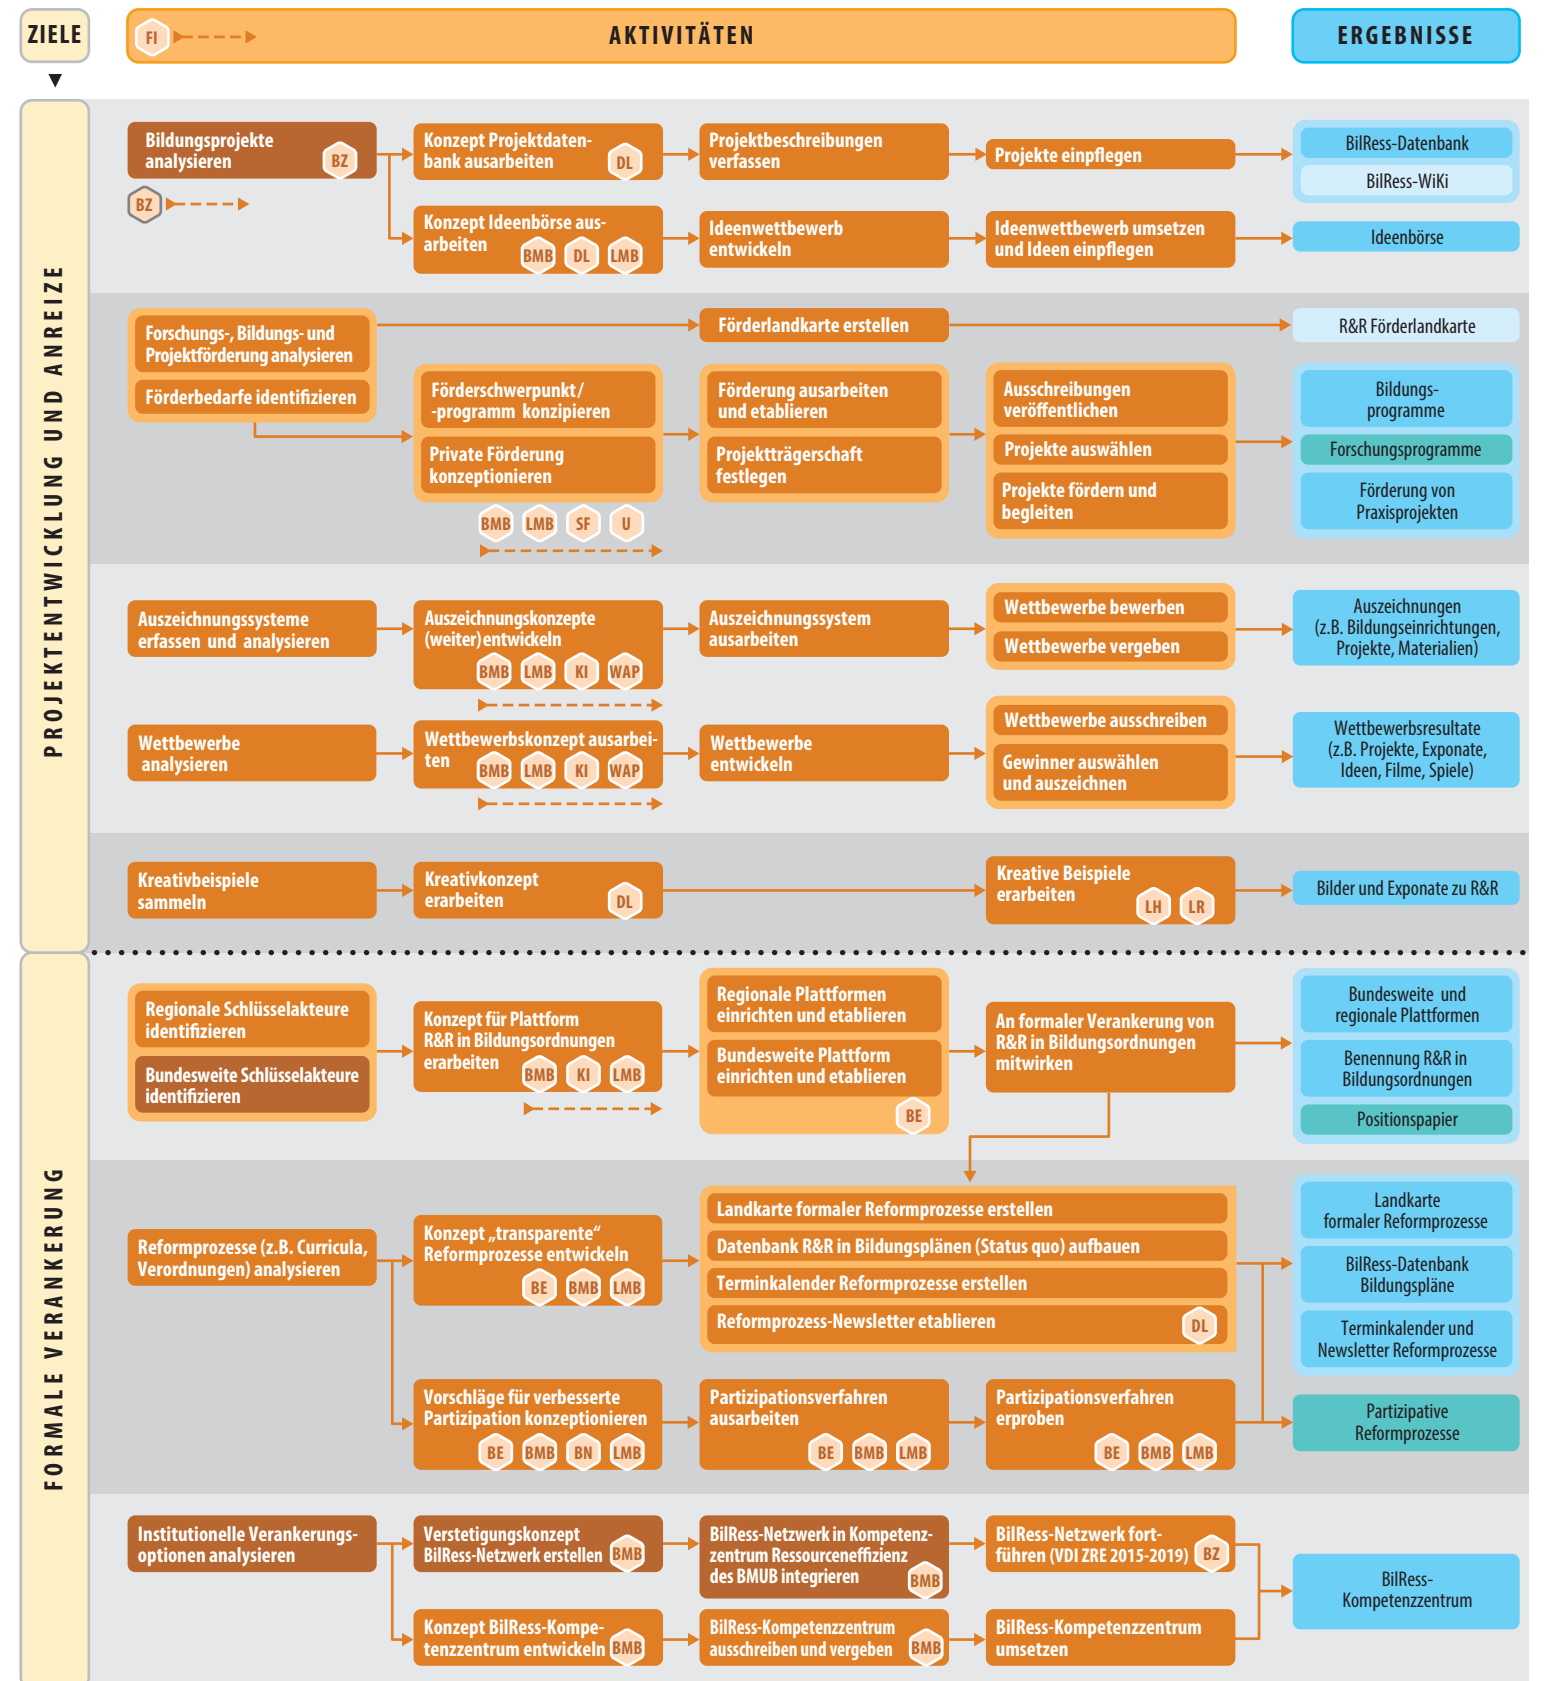 ZIELE
FI
AKTIVITÄTEN
ERGEBNISSE
PROJEKTENTWICKLUNG UND ANREIZE
Bildungsprojekte
analysieren
BZ
BZ
Konzept Projektdaten-
bank ausarbeiten
DL
Projektbeschreibungen
verfassen
Projekte einpflegen
BilRess-Datenbank
BilRess-WiKi
Konzept Ideenbörse aus-
arbeiten
BMB DL LMB
Ideenwettbewerb
entwickeln
Ideenwettbewerb umsetzen
und Ideen einpflegen
Ideenbörse
Forschungs-, Bildungs- und
Projektförderung analysieren
Förderbedarfe identifizieren
Förderlandkarte erstellen
R&R Förderlandkarte
Förderschwerpunkt/
-programm konzipieren
Private Förderung
konzeptionieren
BMB LMB SF U
Förderung ausarbeiten
und etablieren
Projektträgerschaft
festlegen
Ausschreibungen
veröffentlichen
Projekte auswählen
Projekte fördern und
begleiten
Bildungs-
programme
Forschungsprogramme
Förderung von
Praxisprojekten
Auszeichnungssysteme
erfassen und analysieren
Auszeichnungskonzepte
(weiter)entwickeln
BMB LMB KI WAP
Auszeichnungssystem
ausarbeiten
Wettbewerbe bewerben
Wettbewerbe vergeben
Auszeichnungen
(z.B. Bildungseinrichtungen,
Projekte, Materialien)
Wettbewerbe
analysieren
Wettbewerbskonzept ausarbei-
ten
BMB LMB KI WAP
Wettbewerbe
entwickeln
Wettbewerbe ausschreiben
Gewinner auswählen
und auszeichnen
Wettbewerbsresultate
(z.B. Projekte, Exponate,
Ideen, Filme, Spiele)
Kreativbeispiele
sammeln
Kreativkonzept
erarbeiten
DL
Kreative Beispiele
erarbeiten
LH LR
Bilder und Exponate zu R&R
FORMALE VERANKERUNG
Regionale Schlüsselakteure
identifizieren
Bundesweite Schlüsselakteure
identifizieren
Konzept für Plattform
R&R in Bildungsordnungen
erarbeiten
BMB KI LMB
Regionale Plattformen
einrichten und etablieren
Bundesweite Plattform
einrichten und etablieren
BE
An formaler Verankerung von
R&R in Bildungsordnungen
mitwirken
Bundesweite und
regionale Plattformen
Benennung R&R in
Bildungsordnungen
Positionspapier
Reformprozesse (z.B. Curricula,
Verordnungen) analysieren
Konzept „transparente“
Reformprozesse entwickeln
BE BMB LMB
Landkarte formaler Reformprozesse erstellen
Datenbank R&R in Bildungsplänen (Status quo) aufbauen
Terminkalender Reformprozesse erstellen
Reformprozess-Newsletter etablieren
DL
Landkarte
formaler Reformprozesse
BilRess-Datenbank
Bildungspläne
Terminkalender und
Newsletter Reformprozesse
Vorschläge für verbesserte
Partizipation konzeptionieren
BE BMB BN LMB
Partizipationsverfahren
ausarbeiten
BE BMB LMB
Partizipationsverfahren
erproben
BE BMB LMB
Partizipative
Reformprozesse
Institutionelle Verankerungs-
optionen analysieren
Verstetigungskonzept
BilRess-Netzwerk erstellen
BMB
BilRess-Netzwerk in Kompetenz-
zentrum Ressourceneffizienz
des BMUB integrieren
BMB
BilRess-Netzwerk fort-
führen (VDI ZRE 2015-2019)
BZ
BilRess-
Kompetenzzentrum
Konzept BilRess-Kompe-
tenzzentrum entwickeln
BMB
BilRess-Kompetenzzentrum
ausschreiben und vergeben
BMB
BilRess-Kompetenzzentrum
umsetzen